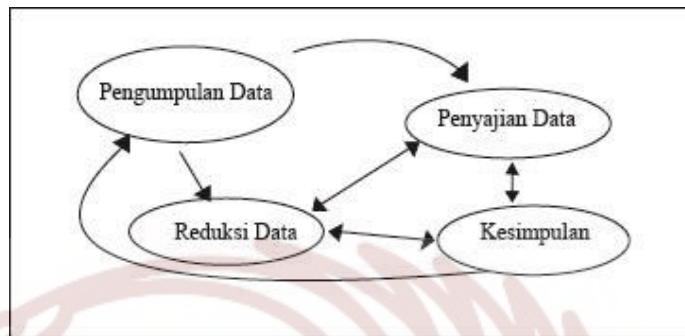 Pengumpulan Data
Penyajian Data
Reduksi Data
Kesimpulan